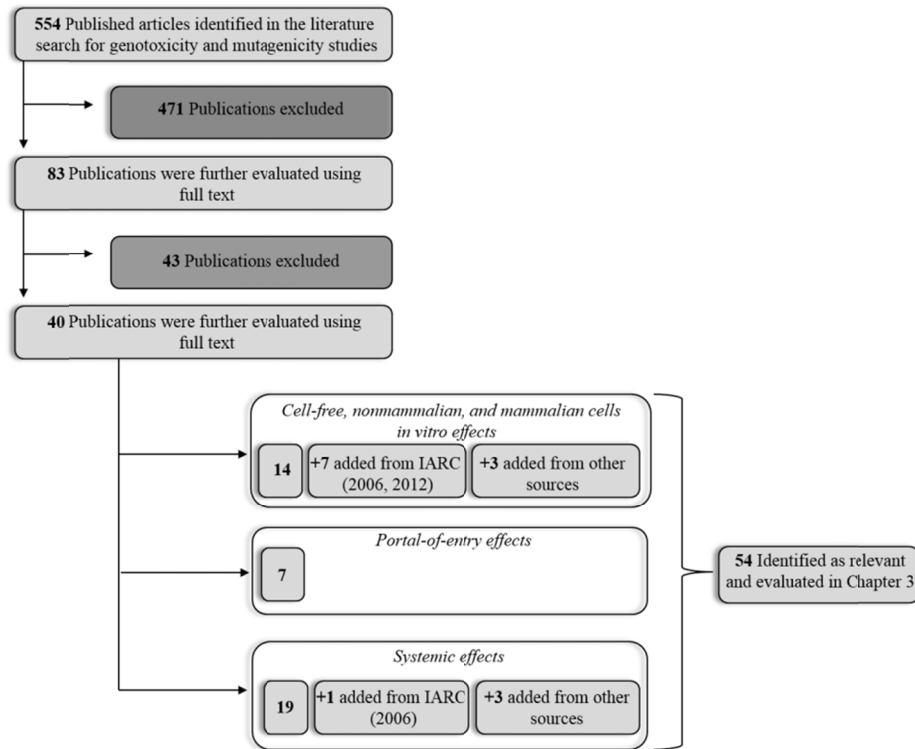 554 Published articles identified in the literature
search for genotoxicity and mutagenicity studies
471 Publications excluded
83 Publications were further evaluated using
full text
43 Publications excluded
40 Publications were further evaluated using
full text
Cell-free, nonmammalian, and mammalian cells
in vitro effects
14
+7 added from IARC
(2006, 2012)
+3 added from other
sources
Portal-of-entry effects
7
54 Identified as relevant
and evaluated in Chapter 3
Systemic effects
19
+1 added from IARC
(2006)
+3 added from other
sources